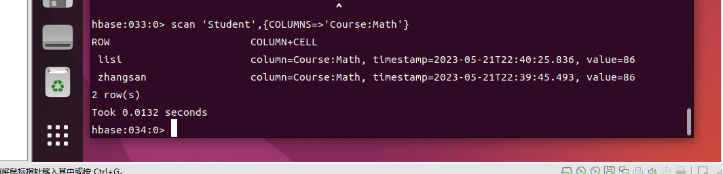 ^
hbase:033:0> scan 'Student',{COLUMNS=>'Course:Math'}
ROW COLUMN+CELL
lisi column=Course:Math, timestamp=2023-05-21T22:40:25.836, value=86
zhangsan column=Course:Math, timestamp=2023-05-21T22:39:45.493, value=86
2 row(s)
Took 0.0132 seconds
hbase:034:0>
标指针移入其中或按 Ctrl+G。